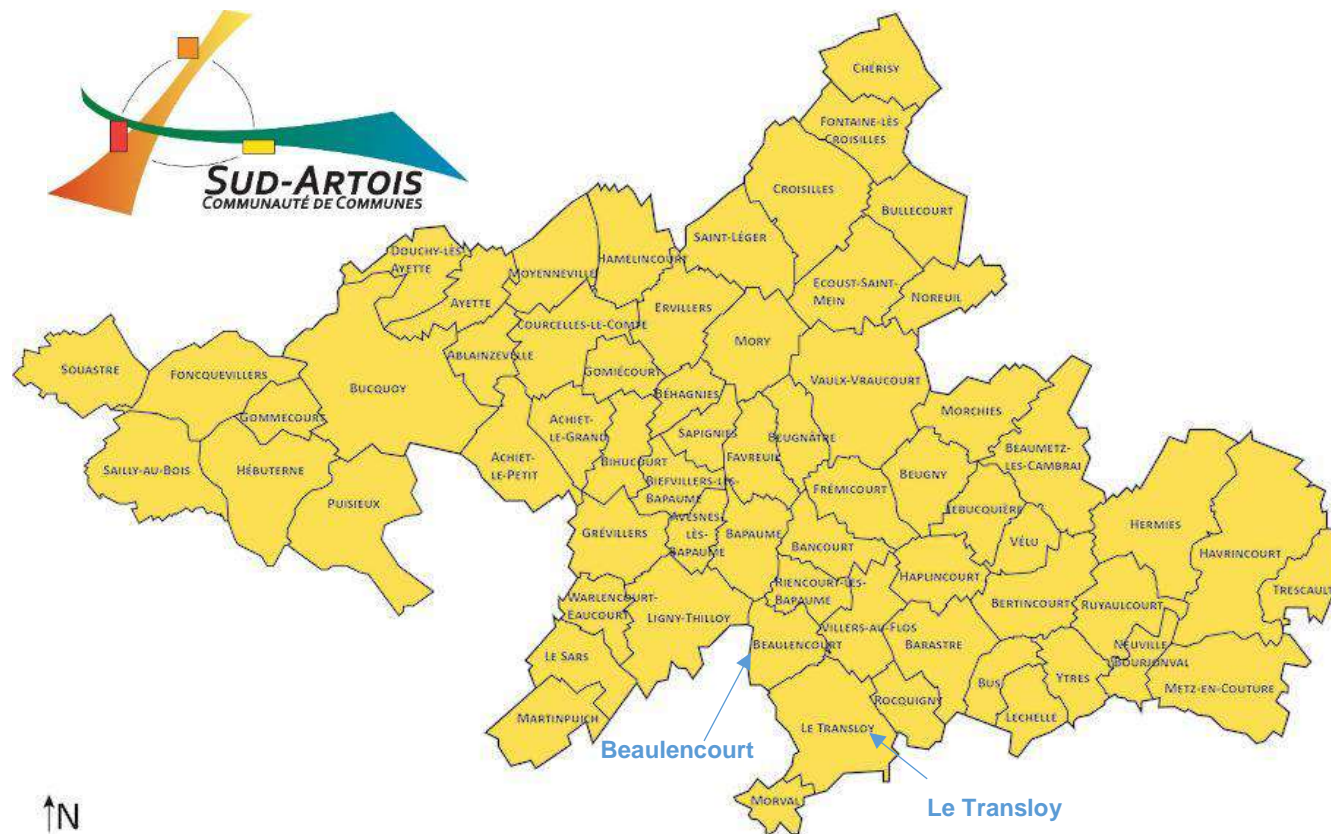 SUD-ARTOIS
COMMUNAUTÉ DE COMMUNES
CHÉRISY
FONTAINE-LÈS
CROISILLES
CROISILLES
BULLECOURT
SAINT-LÉGER
DOUCHY-LÈS
AYETTE
HAMELINCOURT
MOYENNEVILLE
ECOUST-SAINT-
MEIN
NOREUIL
AYETTE
ERVILLERS
COURCELLES-LE-COMTE
MORY
ABLAINZEVELLE
SOUASTRE
FONCQUEVILLERS
GOMIÉCOURT
VAULX-VRAUCOURT
BUCQUOY
BÉHAGNIES
MORCHIES
GOMMECOURT
ACHIET-
LE-GRAND
SAPIGNIES
BEUGNÂTRE
BEAUMETZ-
LES-CAMBRAI
SAILLY-AU-BOIS
HÉBUTERNE
ACHIET
-LE-PETIT
BIHUCOURT
FAVREUIL
BEUGNY
BIEFVILLERS-LES-
BAPAUME
FRÉMICOURT
PUISIEUX
LEBUCQUIÈRE
HERMIES
AVESNES-
LÈS-
BAPAUME
GRÉVILLERS
BAPAUME
VÉLU
BANCOURT
HAVRINCOURT
HAPLINCOURT
RIENCOURT-LES-
BAPAUME
TRESCAULT
WARLENCOURT-
EAUCOURT
LIGNY-THILLOY
BERTINCOURT
RUYAULCOURT
VILLERS-AU-FLOS
BEAULENCOURT
BARASTRE
NEUVILLE
BOURJONVAL
LE SARS
BUS
YTRES
METZ-EN-COUTURE
ROCQUIGNY
LECHELLE
MARTINPUICH
LE TRANSLOY
Beaulencourt
MORVAL
Le Transloy
N